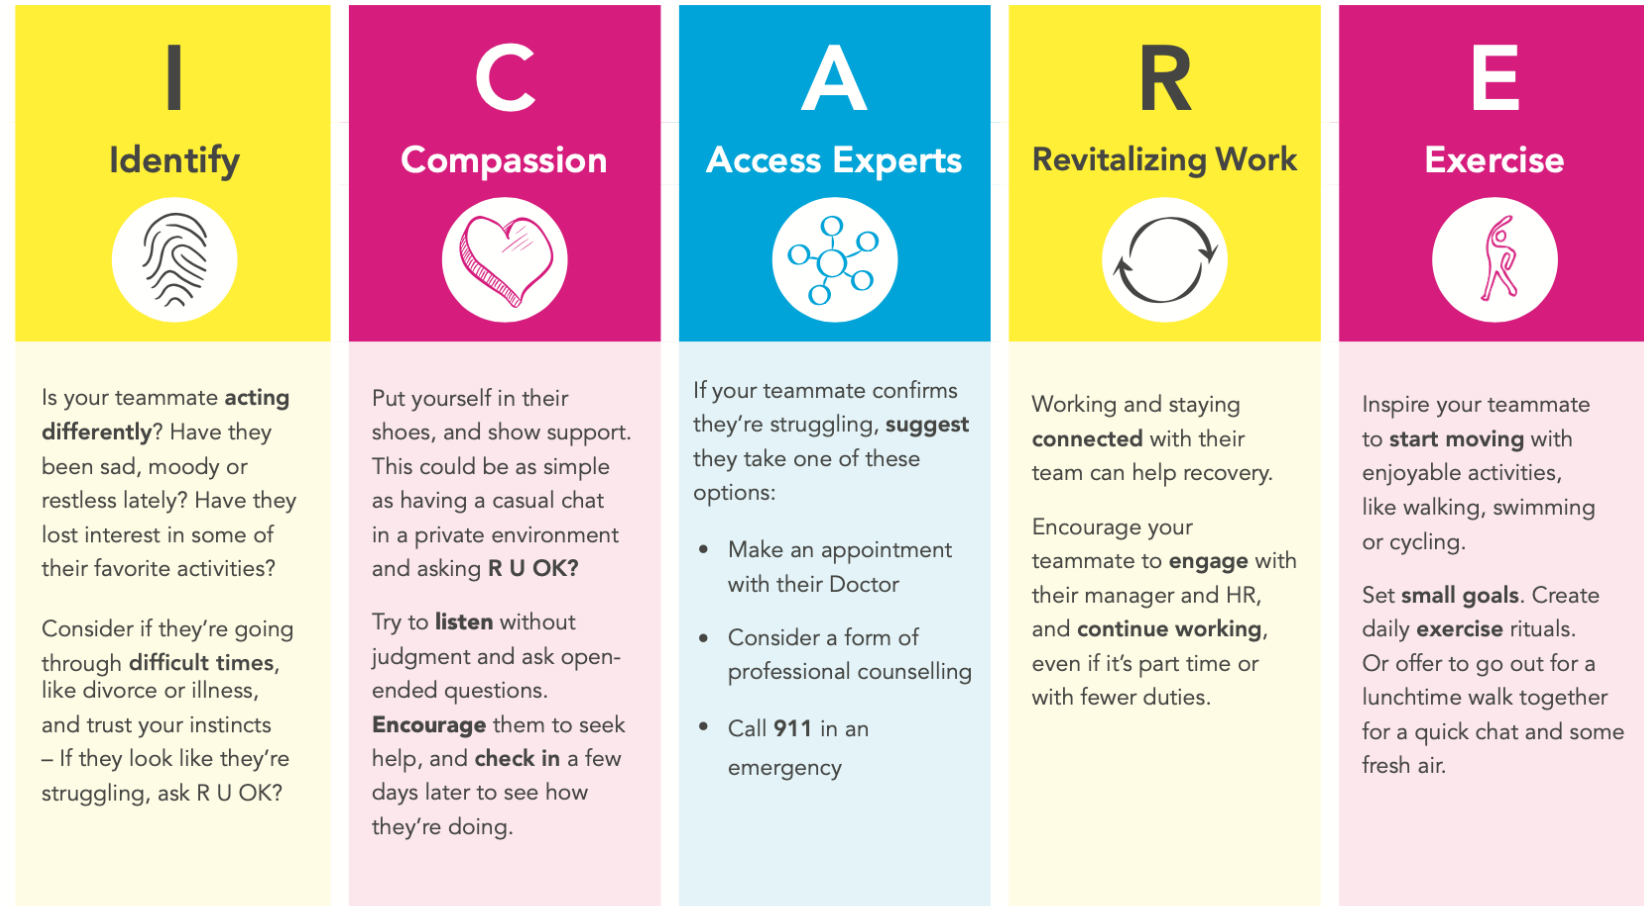 I
Identify
Is your teammate acting
differently? Have they
been sad, moody or
restless lately? Have they
lost interest in some of
their favorite activities?
Consider if they’re going
through difficult times,
like divorce or illness,
and trust your instincts
– If they look like they’re
struggling, ask R U OK?
C
Compassion
Put yourself in their
shoes, and show support.
This could be as simple
as having a casual chat
in a private environment
and asking R U OK?
Try to listen without
judgment and ask open-
ended questions.
Encourage them to seek
help, and check in a few
days later to see how
they’re doing.
A
Access Experts
If your teammate confirms
they’re struggling, suggest
they take one of these
options:
• Make an appointment
with their Doctor
• Consider a form of
professional counselling
• Call 911 in an
emergency
R
Revitalizing Work
Working and staying
connected with their
team can help recovery.
Encourage your
teammate to engage with
their manager and HR,
and continue working,
even if it’s part time or
with fewer duties.
E
Exercise
Inspire your teammate
to start moving with
enjoyable activities,
like walking, swimming
or cycling.
Set small goals. Create
daily exercise rituals.
Or offer to go out for a
lunchtime walk together
for a quick chat and some
fresh air.